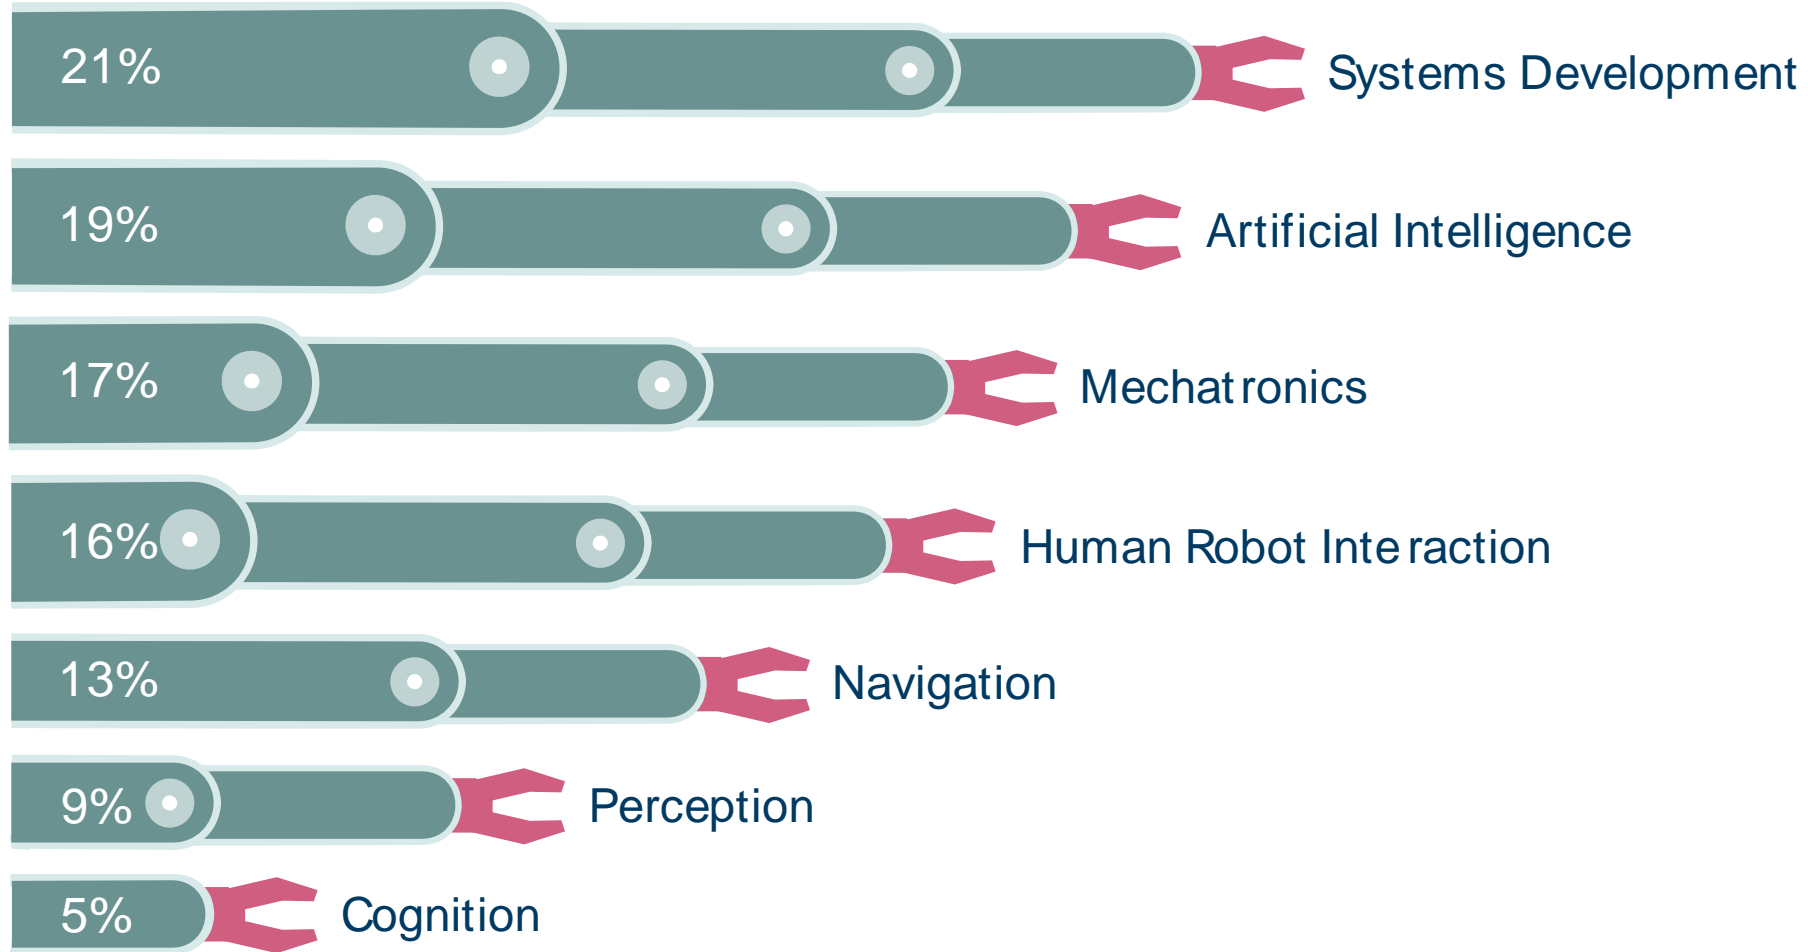 21% Systems Development
19% Artificial Intelligence
17% Mechatronics
16% Human Robot Interaction
13% Navigation
9% Perception
5% Cognition